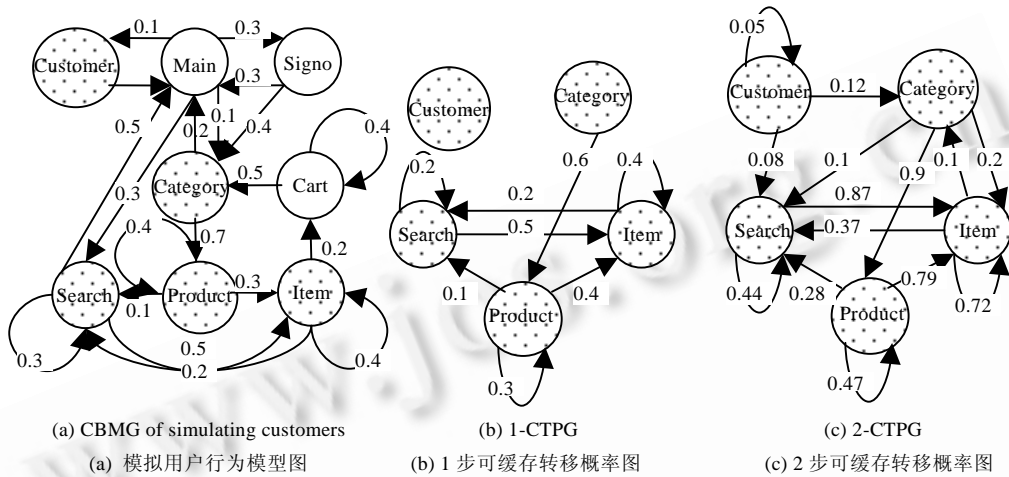 0.1
0.3
Customer
Main
Signo
0.3
0.5
0.2
0.1
0.4
0.4
0.3
Category
0.5
Cart
0.4
0.7
0.2
Search
0.1
Product
0.3
Item
0.3
0.5
0.2
0.4
(a) CBMG of simulating customers
(a) 模拟用户行为模型图
Customer
Category
0.2
0.6
0.4
0.2
Search
0.5
Item
0.1
0.4
Product
0.3
(b) 1-CTPG
(b) 1 步可缓存转移概率图
0.05
Customer
0.12
Category
0.08
0.1
0.9
0.1
0.2
0.87
Search
0.37
Item
0.44
0.28
0.79
0.72
Product
0.47
(c) 2-CTPG
(c) 2 步可缓存转移概率图
www.jos.org.cn